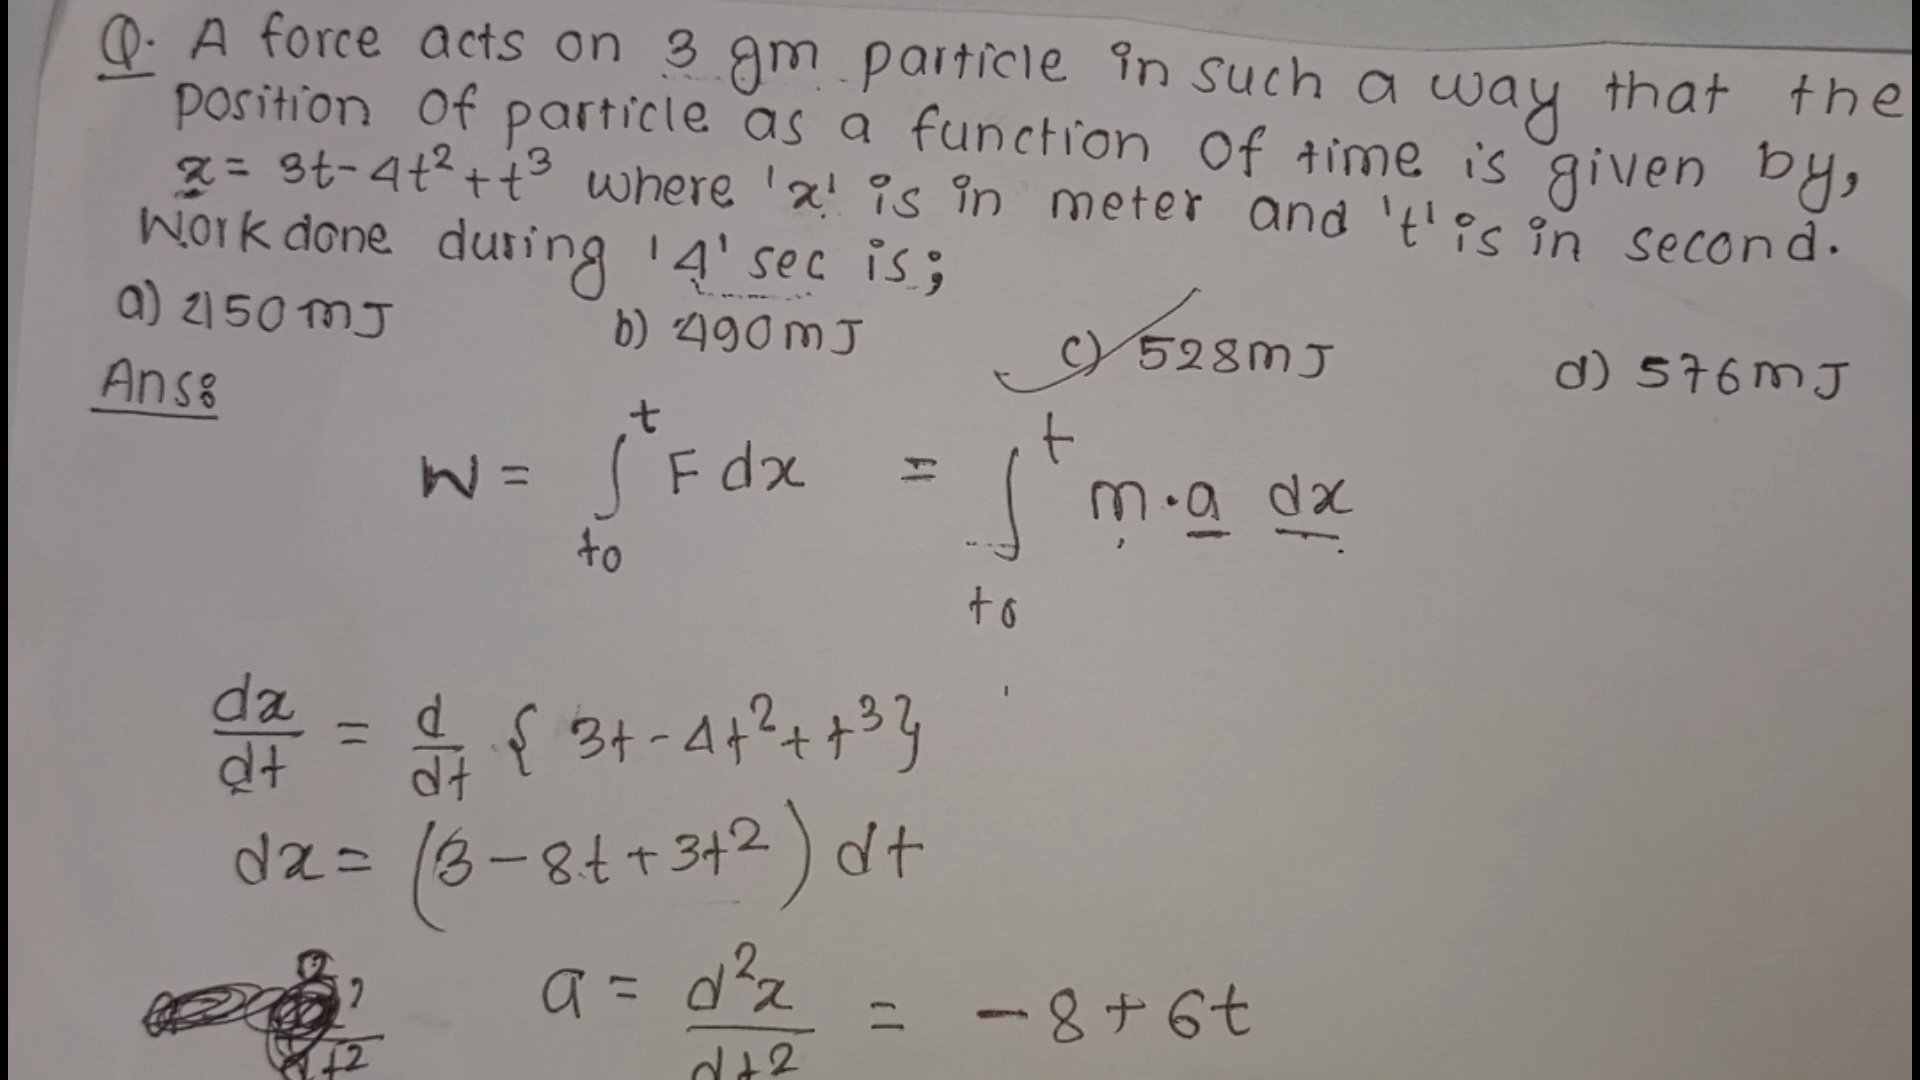 Q. A force acts on 3 gm particle in such a way that the
position of particle as a function of time is given by,
x = 3t - 4t² + t³ where 'x' is in meter and 't' is in second.
Work done during '4' sec is;
a) 450 mJ b) 490 mJ c) 528 mJ d) 576 mJ
Ans:
W = ∫_{t0}^{t} F dx = ∫_{t0}^{t} m·a dx
dx/dt = d/dt { 3t - 4t² + t³ }
dx = (3 - 8t + 3t²) dt
a = d²x/dt² = -8 + 6t